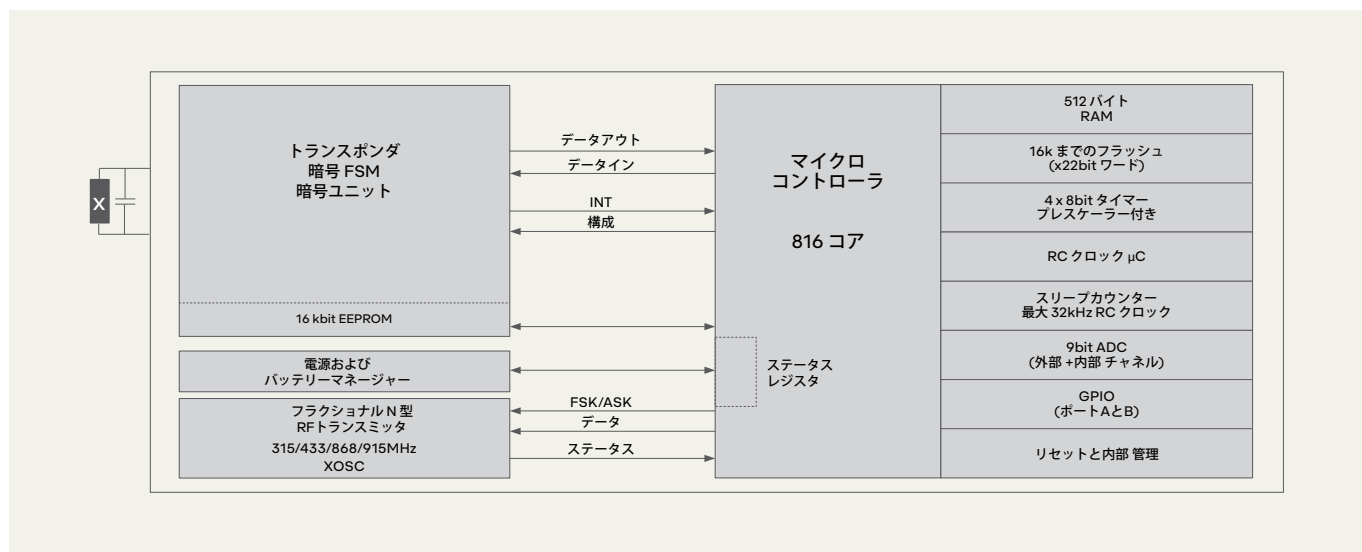 X
トランスポンダ
暗号 FSM
暗号ユニット
16 kbit EEPROM
電源および
バッテリーマネージャー
フラクショナル N 型
RFトランスミッタ
315/433/868/915MHz
XOSC
データアウト
データイン
INT
構成
FSK/ASK
データ
ステータス
マイクロ
コントローラ
816 コア
ステータス
レジスタ
512 バイト
RAM
16k までのフラッシュ
(x22bit ワード)
4 x 8bit タイマー
プレスケーラー付き
RC クロック µC
スリープカウンター
最大 32kHz RC クロック
9bit ADC
(外部 +内部 チャネル)
GPIO
(ポートAとB)
リセットと内部 管理